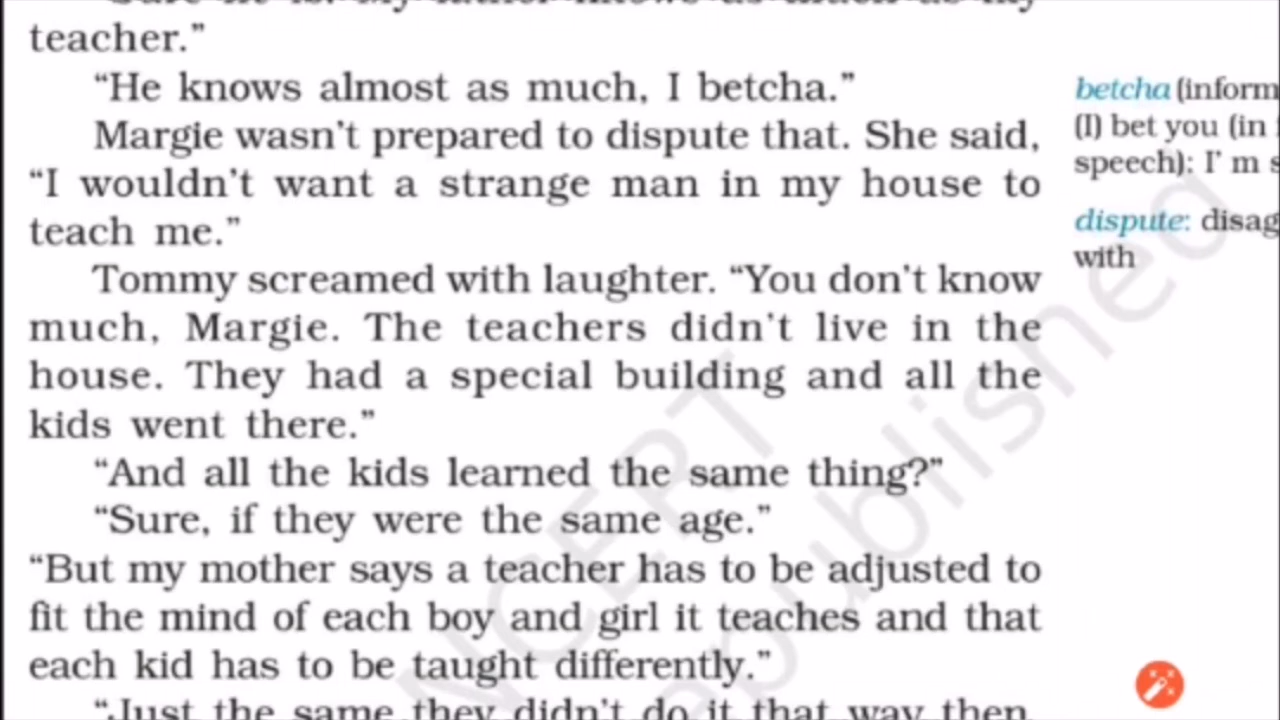 teacher.”
“He knows almost as much, I betcha.”
Margie wasn’t prepared to dispute that. She said,
“I wouldn’t want a strange man in my house to
teach me.”
Tommy screamed with laughter. “You don’t know
much, Margie. The teachers didn’t live in the
house. They had a special building and all the
kids went there.”
“And all the kids learned the same thing?”
“Sure, if they were the same age.”
“But my mother says a teacher has to be adjusted to
fit the mind of each boy and girl it teaches and that
each kid has to be taught differently.”
“Just the same they didn’t do it that way then.
betcha (inform
(I) bet you (in
speech): I’ m s
dispute: disag
with
NCERT
republished